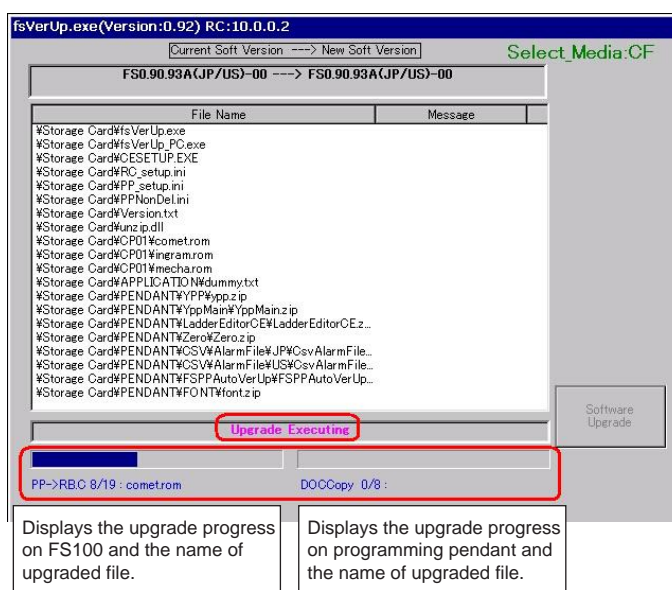 fsVerUp.exe(Version:0.92) RC:10.0.0.2
Current Soft Version ---> New Soft Version
Select_Media:CF
FS0.90.93A(JP/US)-00 ---> FS0.90.93A(JP/US)-00
File Name Message
¥Storage Card¥fsVerUp.exe
¥Storage Card¥fsVerUp_PC.exe
¥Storage Card¥CESETUP.EXE
¥Storage Card¥RC_setup.ini
¥Storage Card¥PP_setup.ini
¥Storage Card¥PPNonDel.ini
¥Storage Card¥Version.txt
¥Storage Card¥unzip.dll
¥Storage Card¥CP01¥comet.rom
¥Storage Card¥CP01¥ingram.rom
¥Storage Card¥CP01¥mecha.rom
¥Storage Card¥APPLICATION¥dummy.txt
¥Storage Card¥PENDANT¥YPP¥ypp.zip
¥Storage Card¥PENDANT¥YppMain¥YppMain.zip
¥Storage Card¥PENDANT¥LadderEditorCE¥LadderEditorCE.z...
¥Storage Card¥PENDANT¥Zero¥Zero.zip
¥Storage Card¥PENDANT¥CSV¥AlarmFile¥JP¥CsvAlarmFile...
¥Storage Card¥PENDANT¥CSV¥AlarmFile¥US¥CsvAlarmFile...
¥Storage Card¥PENDANT¥FSPPAutoVerUp¥FSPPAutoVerUp...
¥Storage Card¥PENDANT¥FONT¥font.zip
Software
Upgrade
Upgrade Executing
PP->RB.C 8/19 : comet.rom
DOCCopy 0/8 :
Displays the upgrade progress
on FS100 and the name of
upgraded file.
Displays the upgrade progress
on programming pendant and
the name of upgraded file.